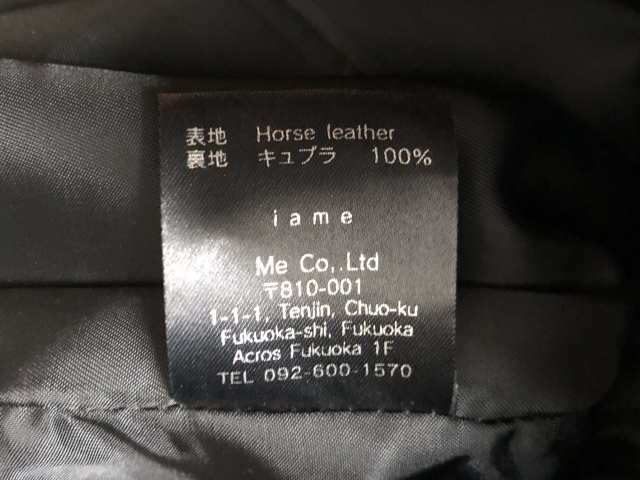 表地 Horse leather
裏地 キュプラ 100%
iame
Me Co,.Ltd
〒810-001
1-1-1, Tenjin, Chuo-ku
Fukuoka-shi, Fukuoka
Acros Fukuoka 1F
TEL 092-600-1570